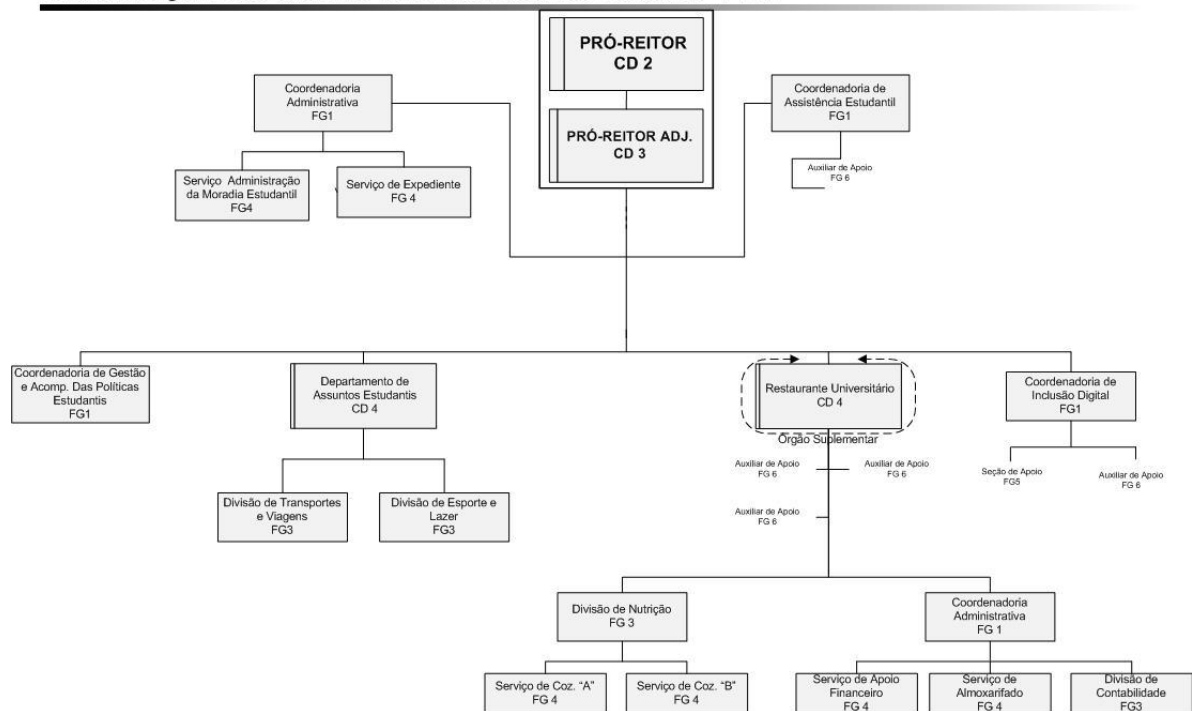 PRÓ-REITOR
CD 2
PRÓ-REITOR ADJ.
CD 3
Coordenadoria
Administrativa
FG1
Serviço Administração
da Moradia Estudantil
FG4
Serviço de Expediente
FG 4
Coordenadoria de
Assistência Estudantil
FG1
Auxiliar de Apoio
FG 6
Coordenadoria de Gestão
e Acomp. Das Políticas
Estudantis
FG1
Departamento de
Assuntos Estudantis
CD 4
Divisão de Transportes
e Viagens
FG3
Divisão de Esporte e
Lazer
FG3
Restaurante Universitário
CD 4
Órgão Suplementar
Auxiliar de Apoio
FG 6
Auxiliar de Apoio
FG 6
Auxiliar de Apoio
FG 6
Coordenadoria de
Inclusão Digital
FG1
Seção de Apoio
FG5
Auxiliar de Apoio
FG 6
Divisão de Nutrição
FG 3
Serviço de Coz. "A"
FG 4
Serviço de Coz. "B"
FG 4
Coordenadoria
Administrativa
FG 1
Serviço de Apoio
Financeiro
FG 4
Serviço de
Almoxarifado
FG 4
Divisão de
Contabilidade
FG3